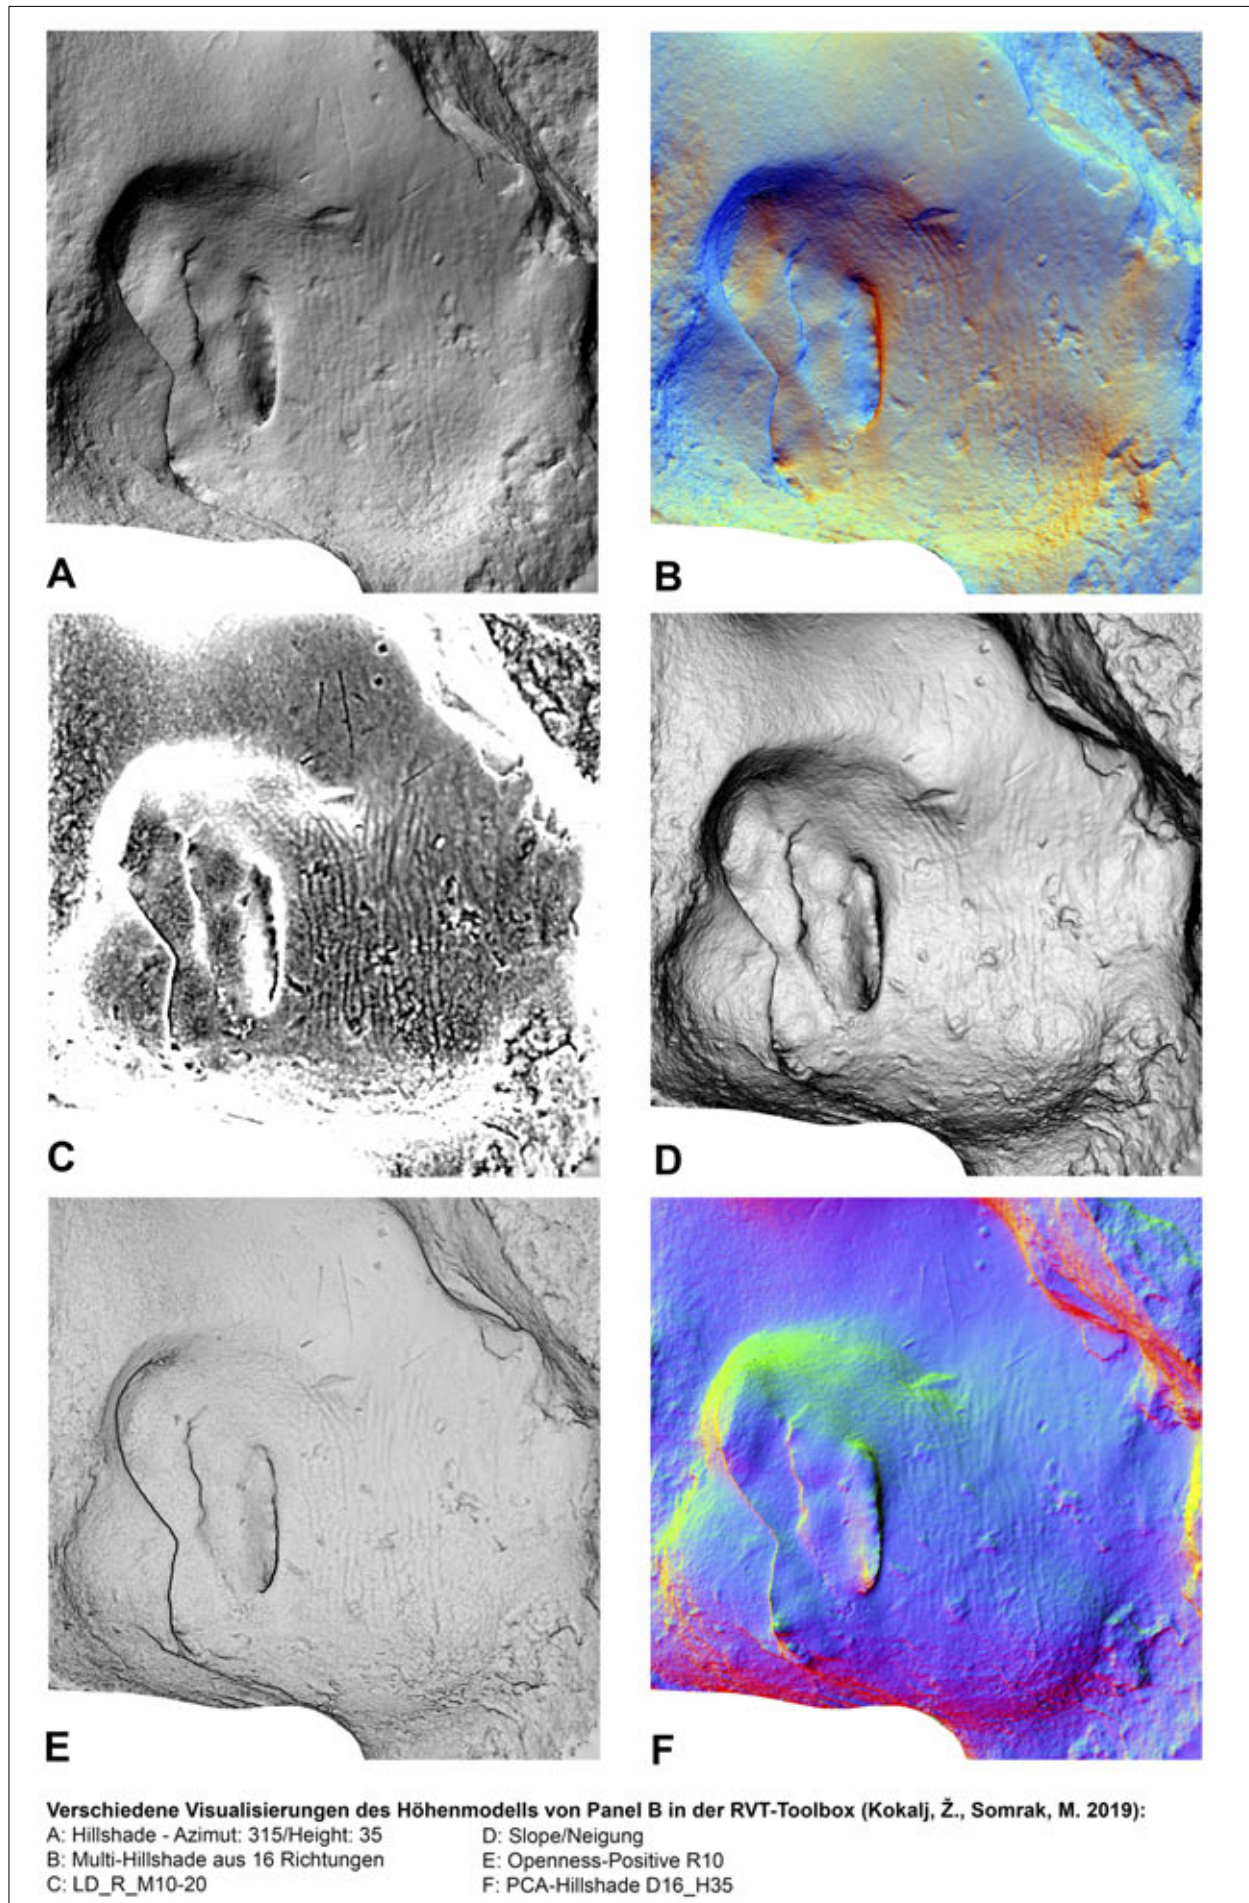 A
B
C
D
E
F
Verschiedene Visualisierungen des Höhenmodells von Panel B in der RVT-Toolbox (Kokalj, Ž., Somrak, M. 2019):
A: Hillshade - Azimut: 315/Height: 35
B: Multi-Hillshade aus 16 Richtungen
C: LD_R_M10-20
D: Slope/Neigung
E: Openness-Positive R10
F: PCA-Hillshade D16_H35